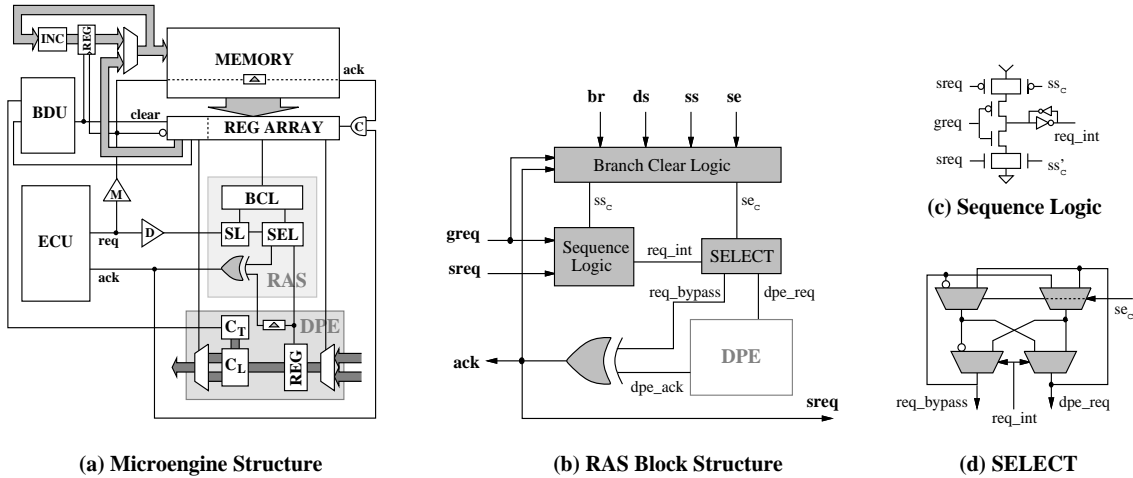 INC
REG
MEMORY
ack
BDU
clear
REG ARRAY
C
M
BCL
ECU
req
D
SL
SEL
ack
RAS
DPE
C_T
C_L
REG
(a) Microengine Structure
br ds ss se
Branch Clear Logic
ss_c se_c
greq
Sequence
Logic
req_int
SELECT
sreq
req_bypass
dpe_req
DPE
ack
dpe_ack
sreq
(b) RAS Block Structure
sreq ss_c
greq
req_int
sreq ss'_c
(c) Sequence Logic
se_c
req_bypass
req_int
dpe_req
(d) SELECT